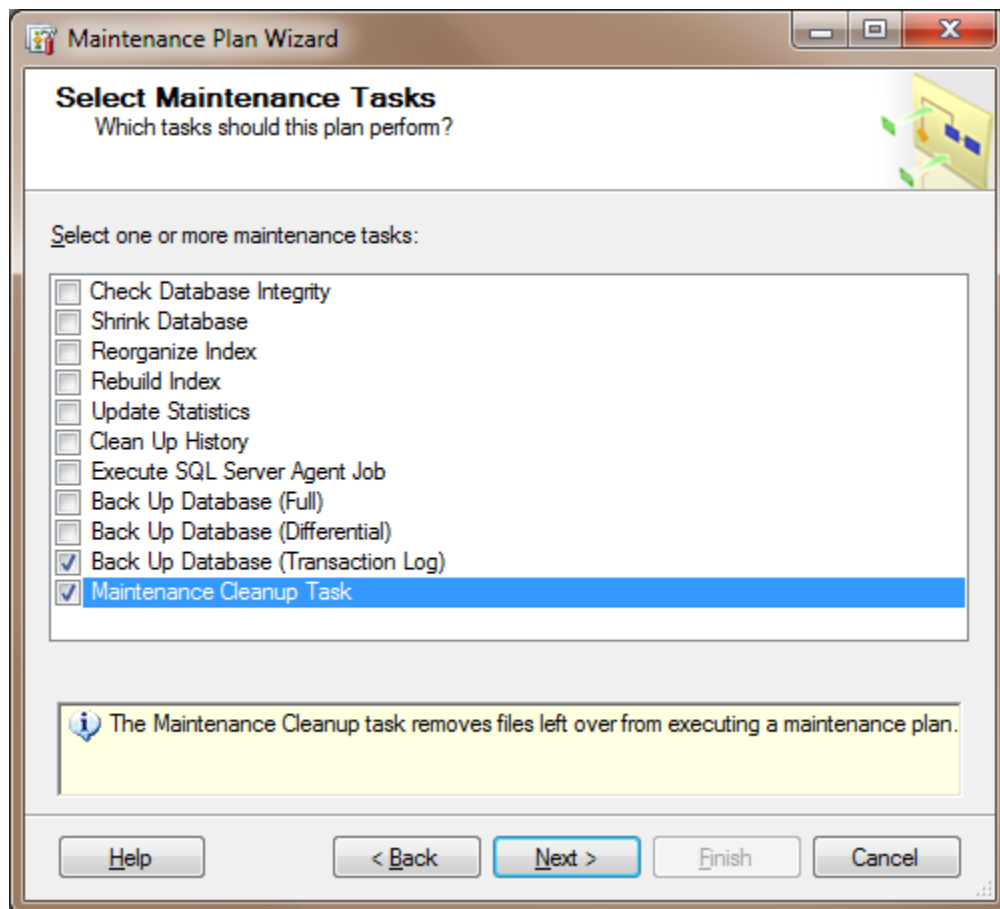 Maintenance Plan Wizard
Select Maintenance Tasks
Which tasks should this plan perform?
Select one or more maintenance tasks:
Check Database Integrity
Shrink Database
Reorganize Index
Rebuild Index
Update Statistics
Clean Up History
Execute SQL Server Agent Job
Back Up Database (Full)
Back Up Database (Differential)
Back Up Database (Transaction Log)
Maintenance Cleanup Task
The Maintenance Cleanup task removes files left over from executing a maintenance plan.
Help < Back Next > Finish Cancel